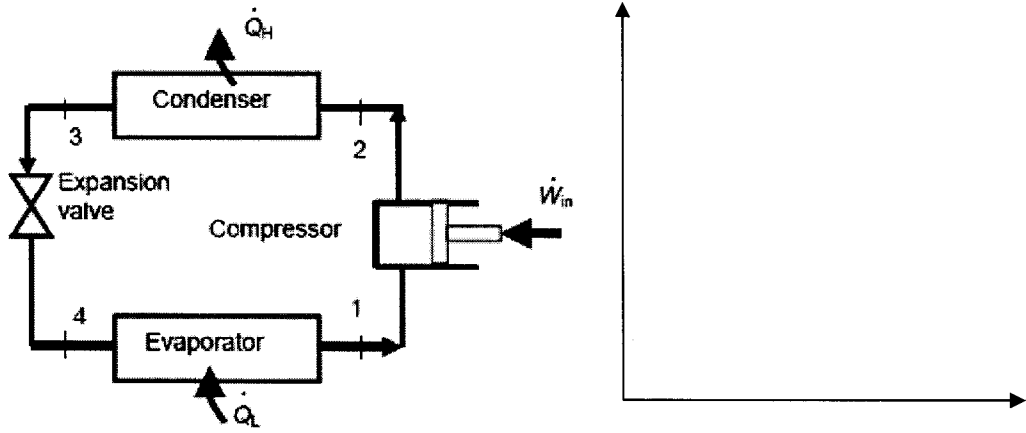 Q̇H
Condenser
3
2
Expansion
valve
Compressor
Ẇin
4
1
Evaporator
Q̇L